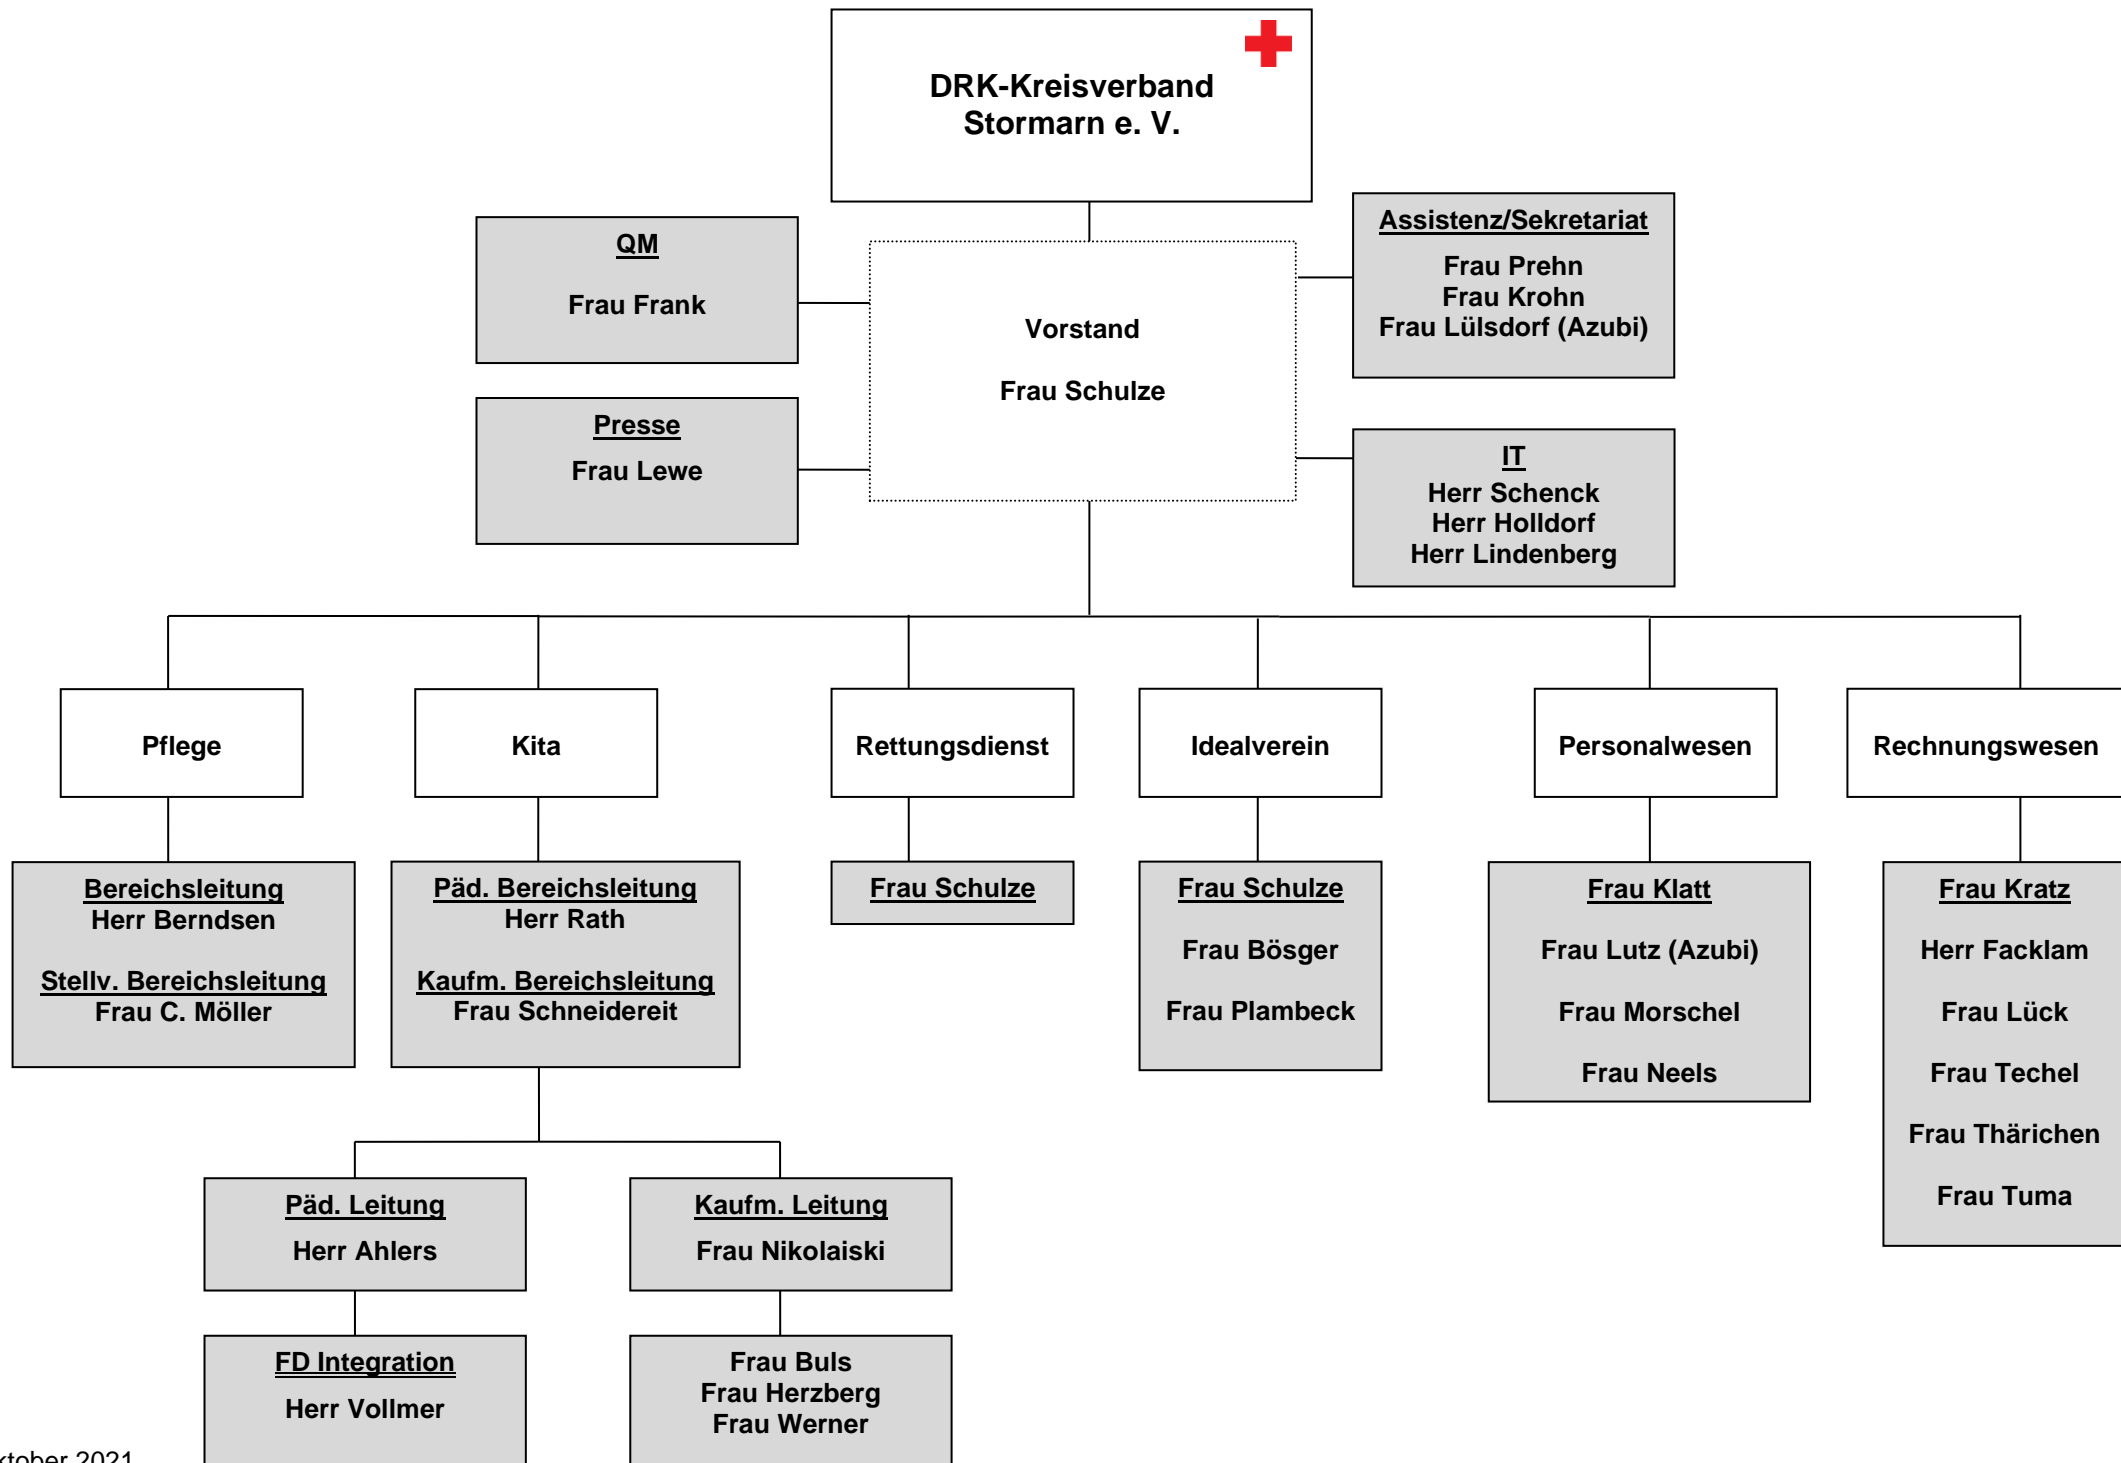 DRK-Kreisverband
Stormarn e. V.
QM
Frau Frank
Presse
Frau Lewe
Vorstand
Frau Schulze
Assistenz/Sekretariat
Frau Prehn
Frau Krohn
Frau Lülsdorf (Azubi)
IT
Herr Schenck
Herr Holldorf
Herr Lindenberg
Pflege
Kita
Rettungsdienst
Idealverein
Personalwesen
Rechnungswesen
Bereichsleitung
Herr Berndsen
Stellv. Bereichsleitung
Frau C. Möller
Päd. Bereichsleitung
Herr Rath
Kaufm. Bereichsleitung
Frau Schneidereit
Frau Schulze
Frau Schulze
Frau Bösger
Frau Plambeck
Frau Klatt
Frau Lutz (Azubi)
Frau Morschel
Frau Neels
Frau Kratz
Herr Facklam
Frau Lück
Frau Techel
Frau Thärichen
Frau Tuma
Päd. Leitung
Herr Ahlers
Kaufm. Leitung
Frau Nikolaiski
FD Integration
Herr Vollmer
Frau Buls
Frau Herzberg
Frau Werner
2021